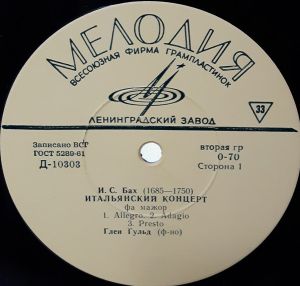 МЕЛОДИЯ
ВСЕСОЮЗНАЯ ФИРМА ГРАМПЛАСТИНОК
33
ЛЕНИНГРАДСКИЙ ЗАВОД
Записано ВСГ
ГОСТ 5289-61
Д-10303
вторая гр
0-70
Сторона 1
И. С. Бах (1685—1750)
ИТАЛЬЯНСКИЙ КОНЦЕРТ
фа мажор
1. Allegro, 2. Adagio
3. Presto
Глен Гульд (ф-но)